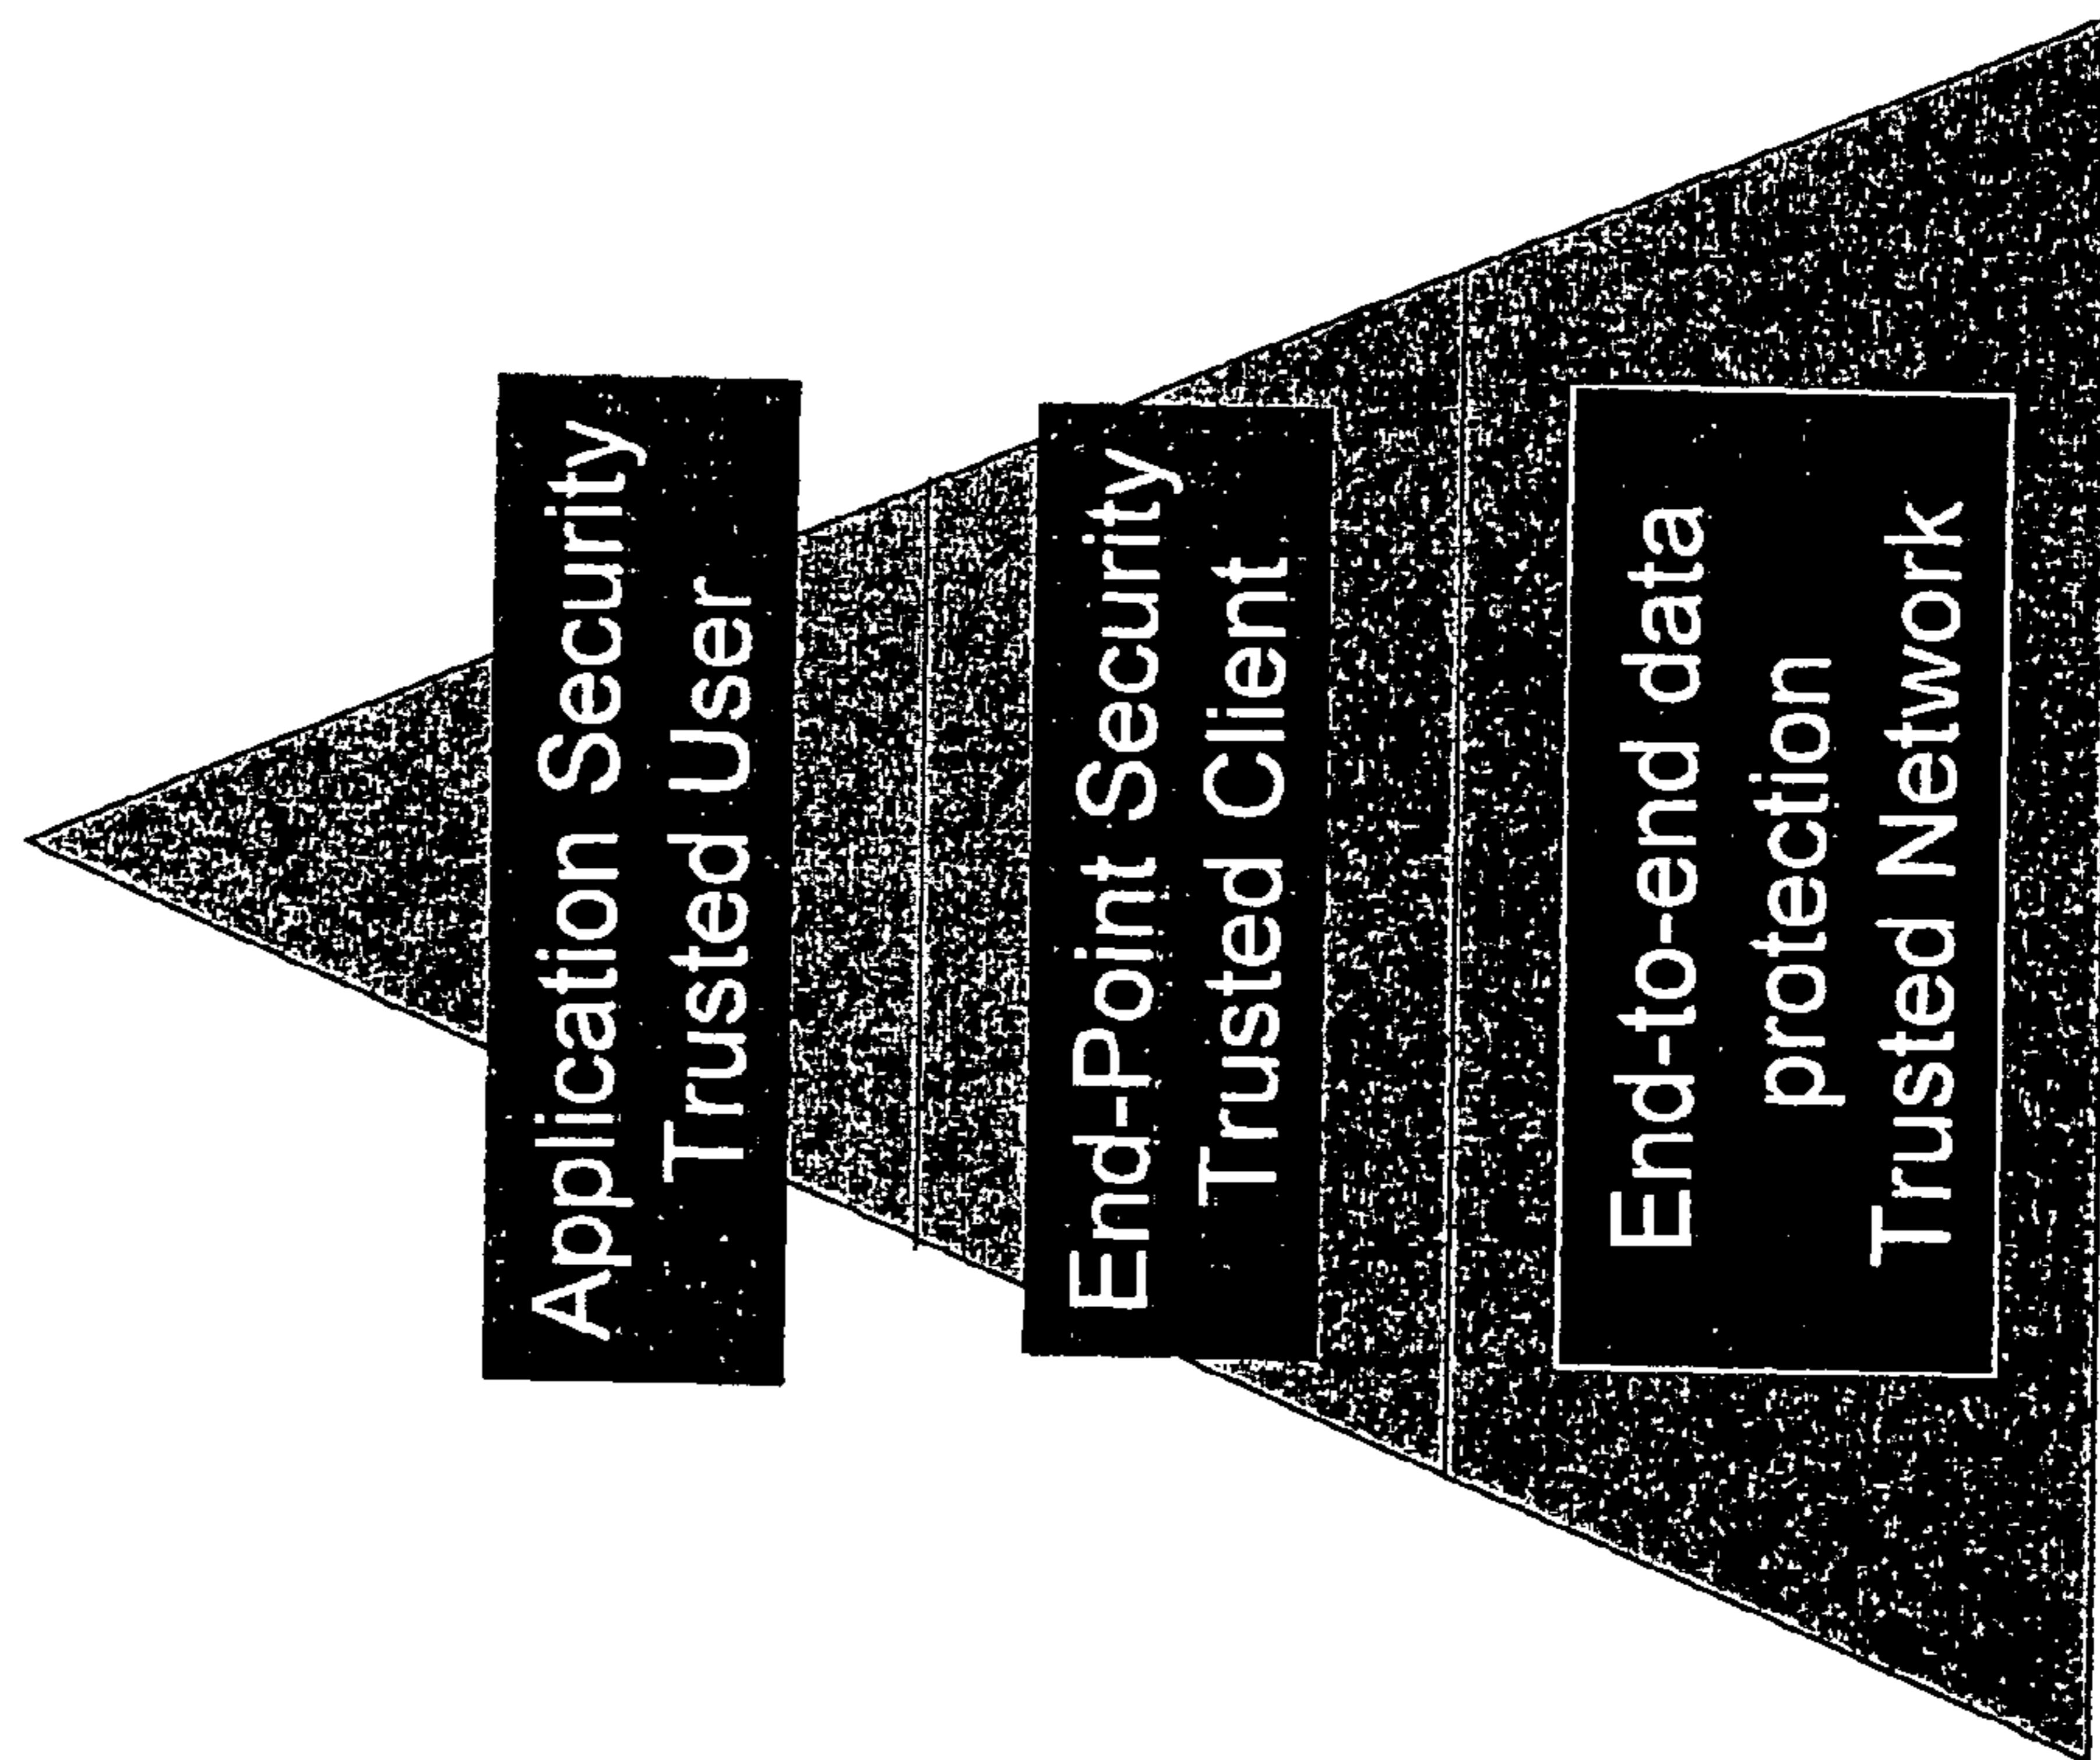 Application Security
Trusted User
End-Point Security
Trusted Client
End-to-end data
protection
Trusted Network